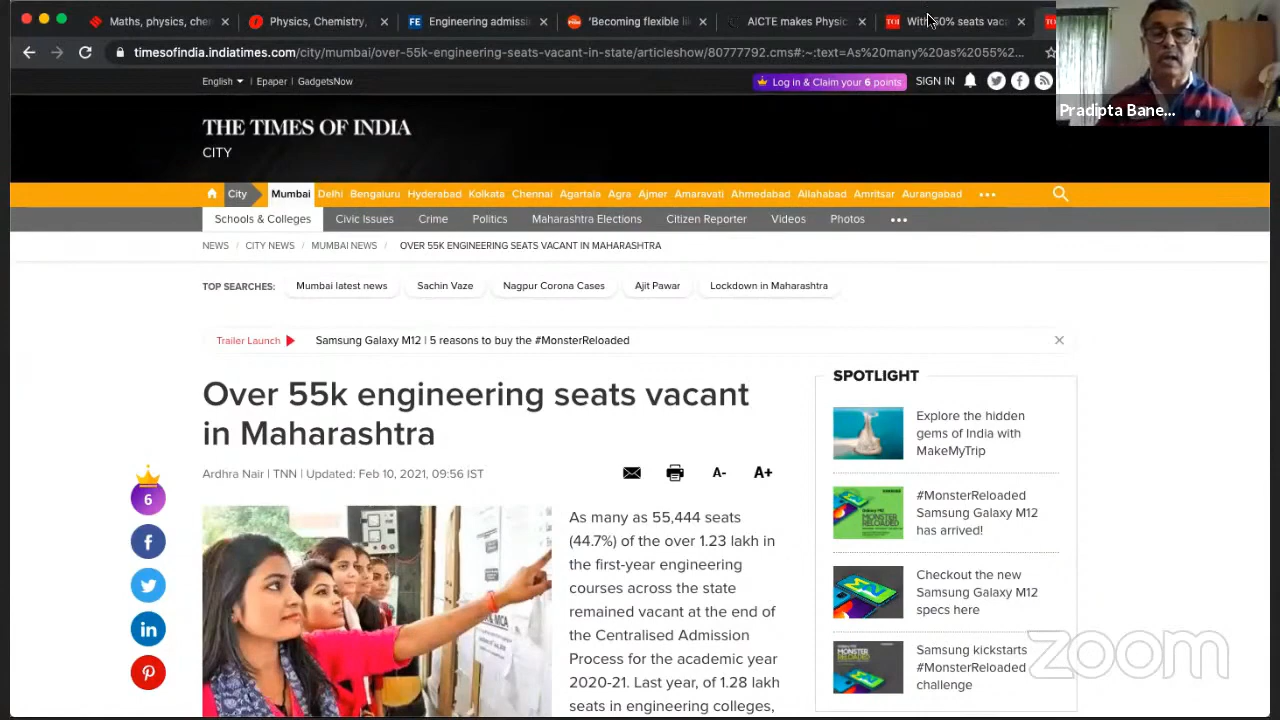 Maths, physics, chem
Physics, Chemistry,
FE Engineering admissi
'Becoming flexible li
AICTE makes Physic
TOI With 50% seats vac
TOI
timesofindia.indiatimes.com/city/mumbai/over-55k-engineering-seats-vacant-in-state/articleshow/80777792.cms#:~:text=As%20many%20as%2055%2...
English Epaper GadgetsNow
Log in & Claim your 6 points SIGN IN
Pradipta Bane...
THE TIMES OF INDIA
CITY
City Mumbai Delhi Bengaluru Hyderabad Kolkata Chennai Agartala Agra Ajmer Amaravati Ahmedabad Allahabad Amritsar Aurangabad ...
Schools & Colleges Civic Issues Crime Politics Maharashtra Elections Citizen Reporter Videos Photos ...
NEWS / CITY NEWS / MUMBAI NEWS / OVER 55K ENGINEERING SEATS VACANT IN MAHARASHTRA
TOP SEARCHES: Mumbai latest news Sachin Vaze Nagpur Corona Cases Ajit Pawar Lockdown in Maharashtra
Trailer Launch Samsung Galaxy M12 | 5 reasons to buy the #MonsterReloaded
Over 55k engineering seats vacant
in Maharashtra
Ardhra Nair | TNN | Updated: Feb 10, 2021, 09:56 IST
A- A+
6
As many as 55,444 seats
(44.7%) of the over 1.23 lakh in
the first-year engineering
courses across the state
remained vacant at the end of
the Centralised Admission
Process for the academic year
2020-21. Last year, of 1.28 lakh
seats in engineering colleges,
SPOTLIGHT
Explore the hidden
gems of India with
MakeMyTrip
#MonsterReloaded
Samsung Galaxy M12
has arrived!
Checkout the new
Samsung Galaxy M12
specs here
Samsung kickstarts
#MonsterReloaded
challenge
zoom